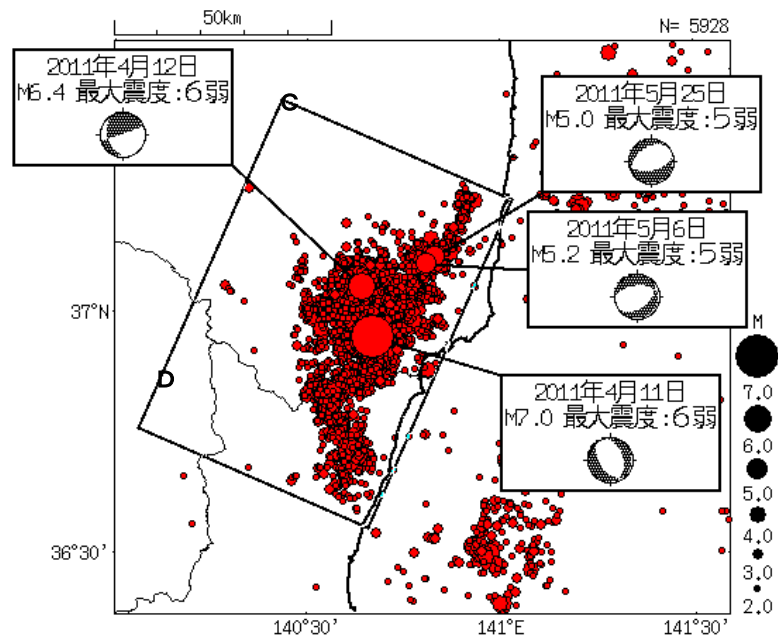 50km
N= 5928
2011年4月12日
M6.4 最大震度:6弱
C
2011年5月25日
M5.0 最大震度:5弱
2011年5月6日
M5.2 最大震度:5弱
37°N
D
2011年4月11日
M7.0 最大震度:6弱
M
7.0
6.0
5.0
4.0
3.0
2.0
36°30'
140°30'
141°E
141°30'